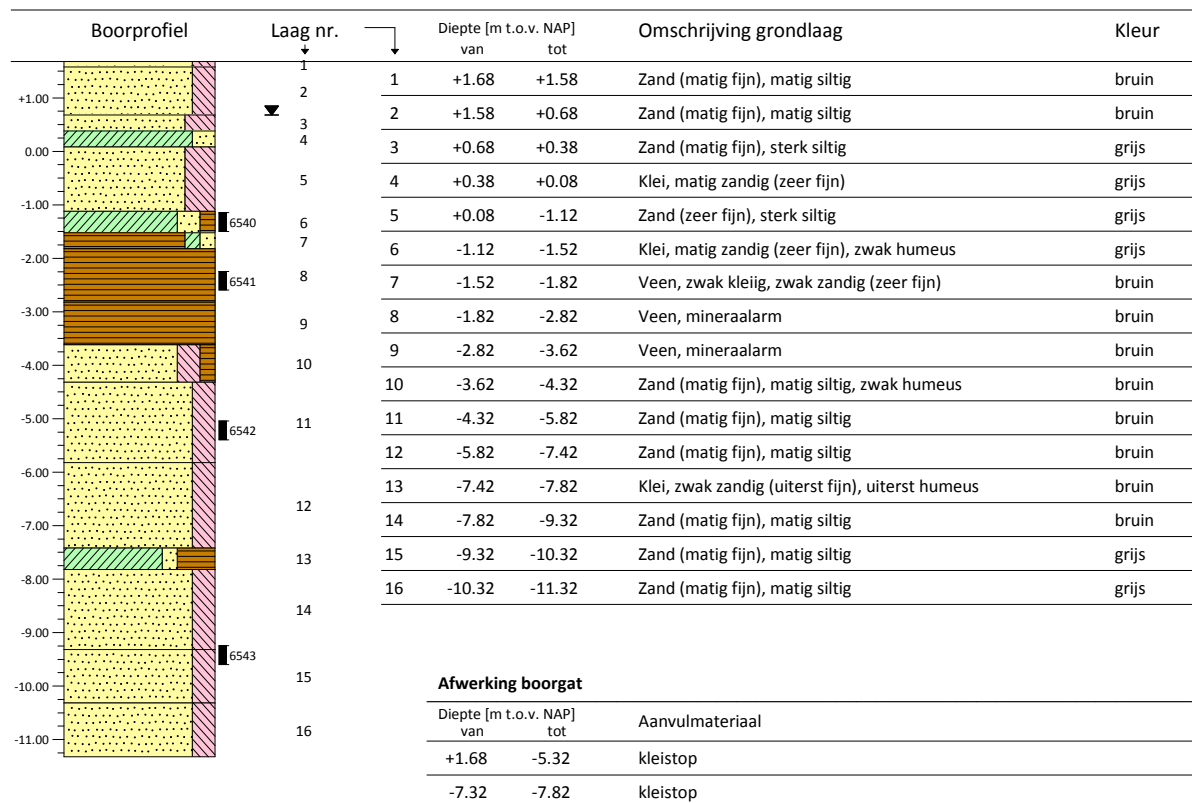 Boorprofiel Laag nr. Diepte [m t.o.v. NAP] Omschrijving grondlaag Kleur
van tot
1 +1.68 +1.58 Zand (matig fijn), matig siltig bruin
2 +1.58 +0.68 Zand (matig fijn), matig siltig bruin
3 +0.68 +0.38 Zand (matig fijn), sterk siltig grijs
4 +0.38 +0.08 Klei, matig zandig (zeer fijn) grijs
5 +0.08 -1.12 Zand (zeer fijn), sterk siltig grijs
6 -1.12 -1.52 Klei, matig zandig (zeer fijn), zwak humeus grijs
7 -1.52 -1.82 Veen, zwak kleiig, zwak zandig (zeer fijn) bruin
8 -1.82 -2.82 Veen, mineraalarm bruin
9 -2.82 -3.62 Veen, mineraalarm bruin
10 -3.62 -4.32 Zand (matig fijn), matig siltig, zwak humeus bruin
11 -4.32 -5.82 Zand (matig fijn), matig siltig bruin
12 -5.82 -7.42 Zand (matig fijn), matig siltig bruin
13 -7.42 -7.82 Klei, zwak zandig (uiterst fijn), uiterst humeus bruin
14 -7.82 -9.32 Zand (matig fijn), matig siltig bruin
15 -9.32 -10.32 Zand (matig fijn), matig siltig grijs
16 -10.32 -11.32 Zand (matig fijn), matig siltig grijs
1
+1.00 2
3
0.00 4
5
-1.00
6540 6
7
-2.00
6541 8
-3.00
9
-4.00 10
-5.00 6542 11
-6.00
12
-7.00
13
-8.00
14
-9.00
6543
-10.00 15
16
-11.00
Afwerking boorgat
Diepte [m t.o.v. NAP] Aanvulmateriaal
van tot
+1.68 -5.32 kleistop
-7.32 -7.82 kleistop